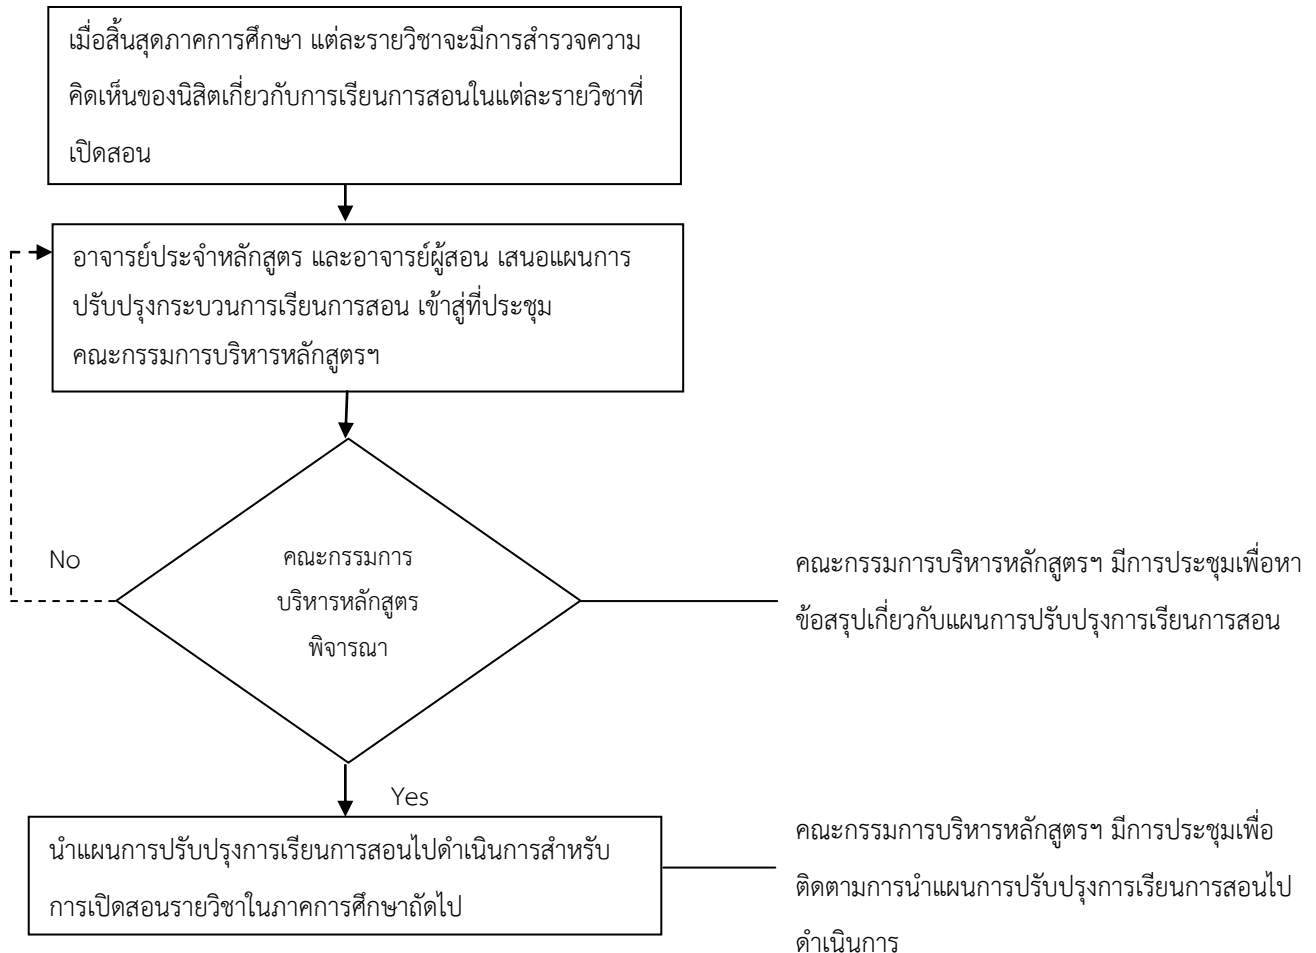 เมื่อสิ้นสุดภาคการศึกษา แต่ละรายวิชาจะมีการสำรวจความ
คิดเห็นของนิสิตเกี่ยวกับการเรียนการสอนในแต่ละรายวิชาที่
เปิดสอน
อาจารย์ประจำหลักสูตร และอาจารย์ผู้สอน เสนอแผนการ
ปรับปรุงกระบวนการเรียนการสอน เข้าสู่ที่ประชุม
คณะกรรมการบริหารหลักสูตรฯ
No
คณะกรรมการ
บริหารหลักสูตร
พิจารณา
คณะกรรมการบริหารหลักสูตรฯ มีการประชุมเพื่อหา
ข้อสรุปเกี่ยวกับแผนการปรับปรุงการเรียนการสอน
Yes
นำแผนการปรับปรุงการเรียนการสอนไปดำเนินการสำหรับ
การเปิดสอนรายวิชาในภาคการศึกษาถัดไป
คณะกรรมการบริหารหลักสูตรฯ มีการประชุมเพื่อ
ติดตามการนำแผนการปรับปรุงการเรียนการสอนไป
ดำเนินการ